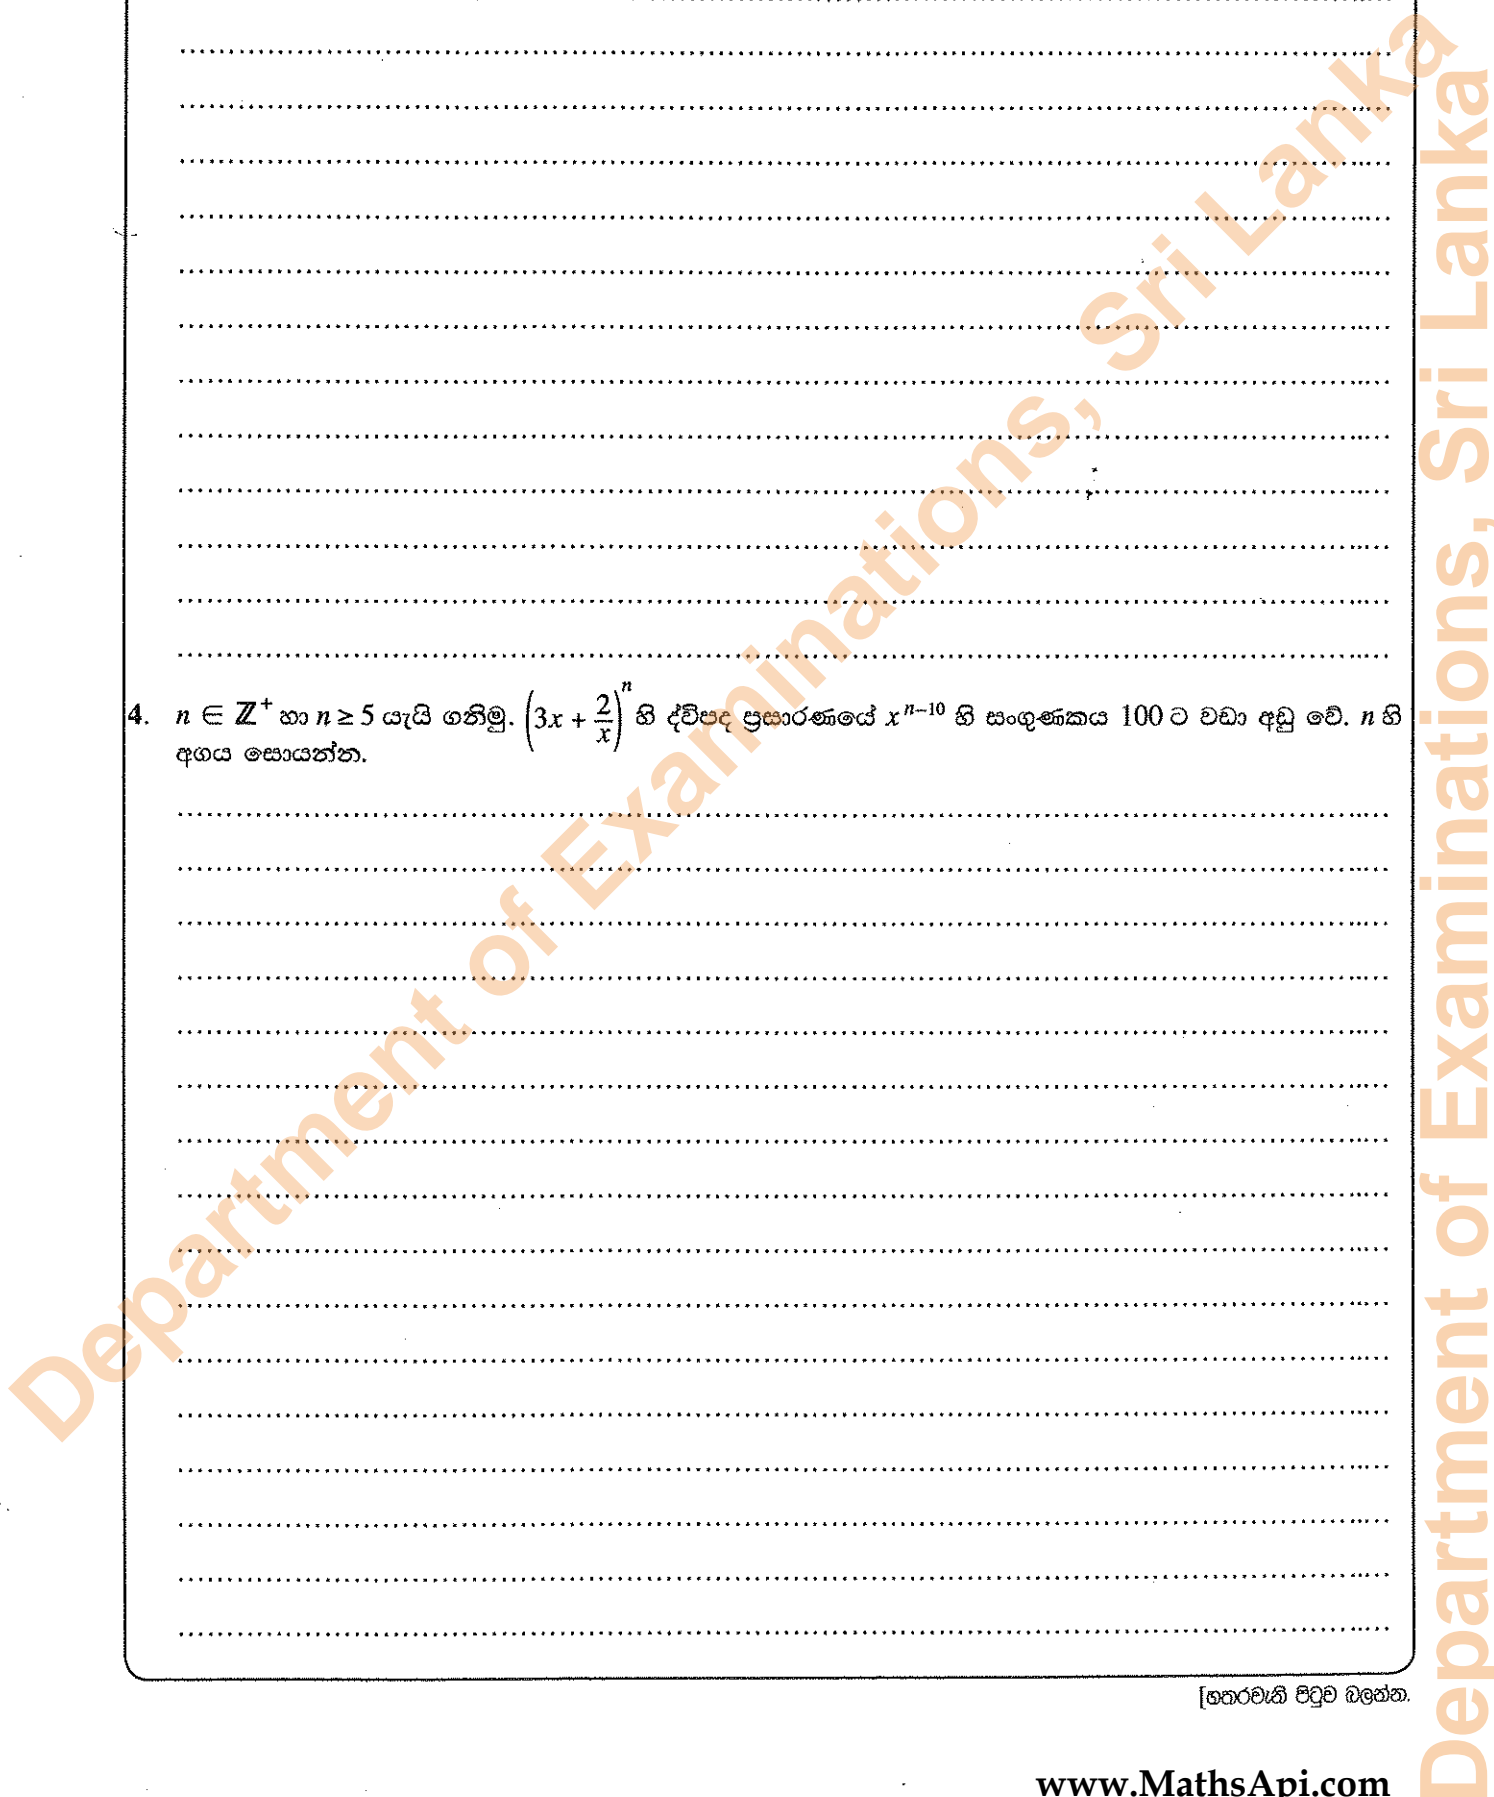 4. n ∈ ℤ⁺ හා n ≥ 5 යැයි ගනිමු. (3x + 2/x)ⁿ හි ද්විපද ප්‍රසාරණයේ xⁿ⁻¹⁰ හි සංගුණකය 100 ට වඩා අඩු වේ. n හි
අගය සොයන්න.
[හතරවැනි පිටුව බලන්න.
www.MathsApi.com
Department of Examinations, Sri Lanka
Department of Examinations, Sri Lanka